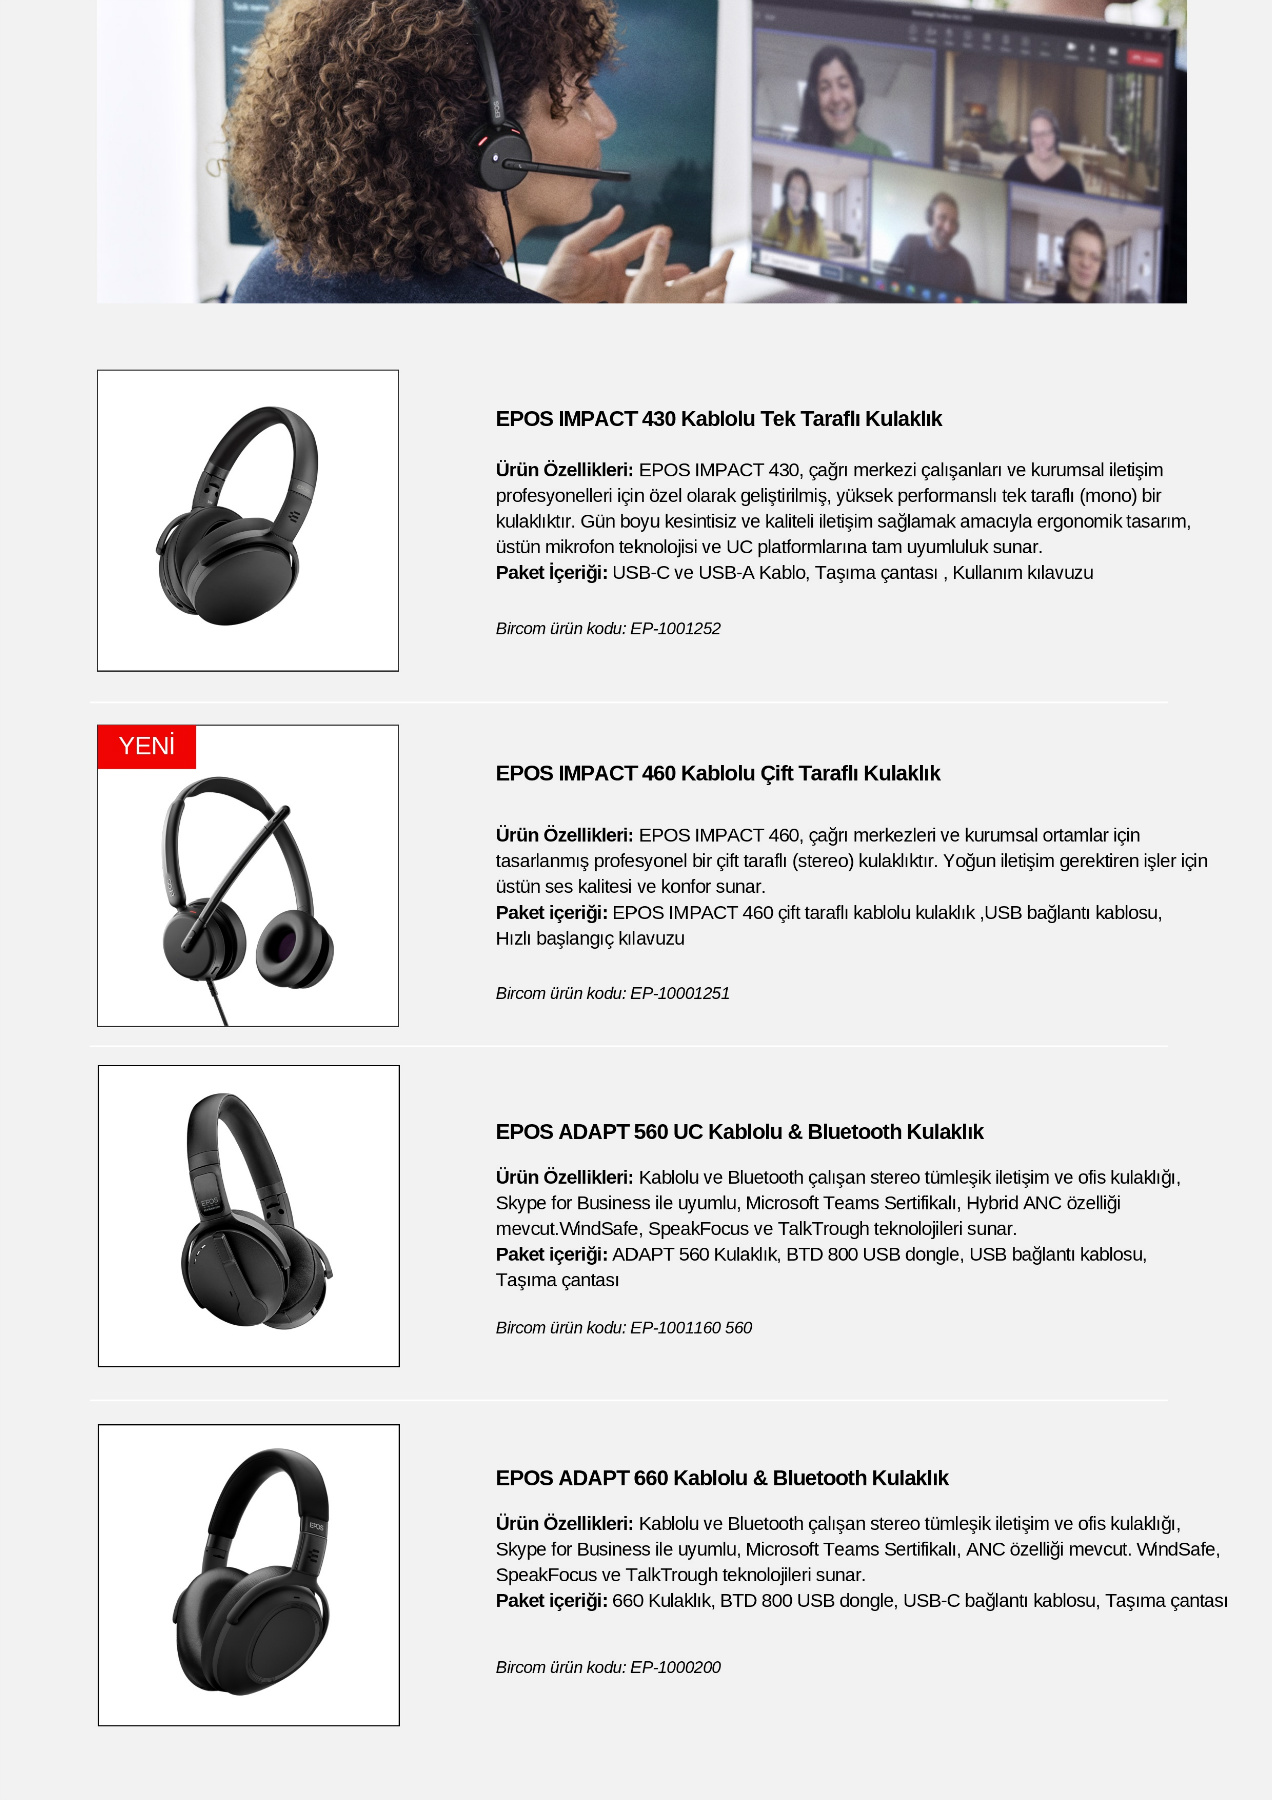 EPOS IMPACT 430 Kablolu Tek Taraflı Kulaklık
Ürün Özellikleri: EPOS IMPACT 430, çağrı merkezi çalışanları ve kurumsal iletişim
profesyonelleri için özel olarak geliştirilmiş, yüksek performanslı tek taraflı (mono) bir
kulaklıktır. Gün boyu kesintisiz ve kaliteli iletişim sağlamak amacıyla ergonomik tasarım,
üstün mikrofon teknolojisi ve UC platformlarına tam uyumluluk sunar.
Paket İçeriği: USB-C ve USB-A Kablo, Taşıma çantası , Kullanım kılavuzu
Bircom ürün kodu: EP-1001252
YENİ
EPOS IMPACT 460 Kablolu Çift Taraflı Kulaklık
Ürün Özellikleri: EPOS IMPACT 460, çağrı merkezleri ve kurumsal ortamlar için
tasarlanmış profesyonel bir çift taraflı (stereo) kulaklıktır. Yoğun iletişim gerektiren işler için
üstün ses kalitesi ve konfor sunar.
Paket içeriği: EPOS IMPACT 460 çift taraflı kablolu kulaklık ,USB bağlantı kablosu,
Hızlı başlangıç kılavuzu
Bircom ürün kodu: EP-10001251
EPOS ADAPT 560 UC Kablolu & Bluetooth Kulaklık
Ürün Özellikleri: Kablolu ve Bluetooth çalışan stereo tümleşik iletişim ve ofis kulaklığı,
Skype for Business ile uyumlu, Microsoft Teams Sertifikalı, Hybrid ANC özelliği
mevcut.WindSafe, SpeakFocus ve TalkTrough teknolojileri sunar.
Paket içeriği: ADAPT 560 Kulaklık, BTD 800 USB dongle, USB bağlantı kablosu,
Taşıma çantası
Bircom ürün kodu: EP-1001160 560
EPOS
EPOS ADAPT 660 Kablolu & Bluetooth Kulaklık
Ürün Özellikleri: Kablolu ve Bluetooth çalışan stereo tümleşik iletişim ve ofis kulaklığı,
Skype for Business ile uyumlu, Microsoft Teams Sertifikalı, ANC özelliği mevcut. WindSafe,
SpeakFocus ve TalkTrough teknolojileri sunar.
Paket içeriği: 660 Kulaklık, BTD 800 USB dongle, USB-C bağlantı kablosu, Taşıma çantası
Bircom ürün kodu: EP-1000200
EPOS